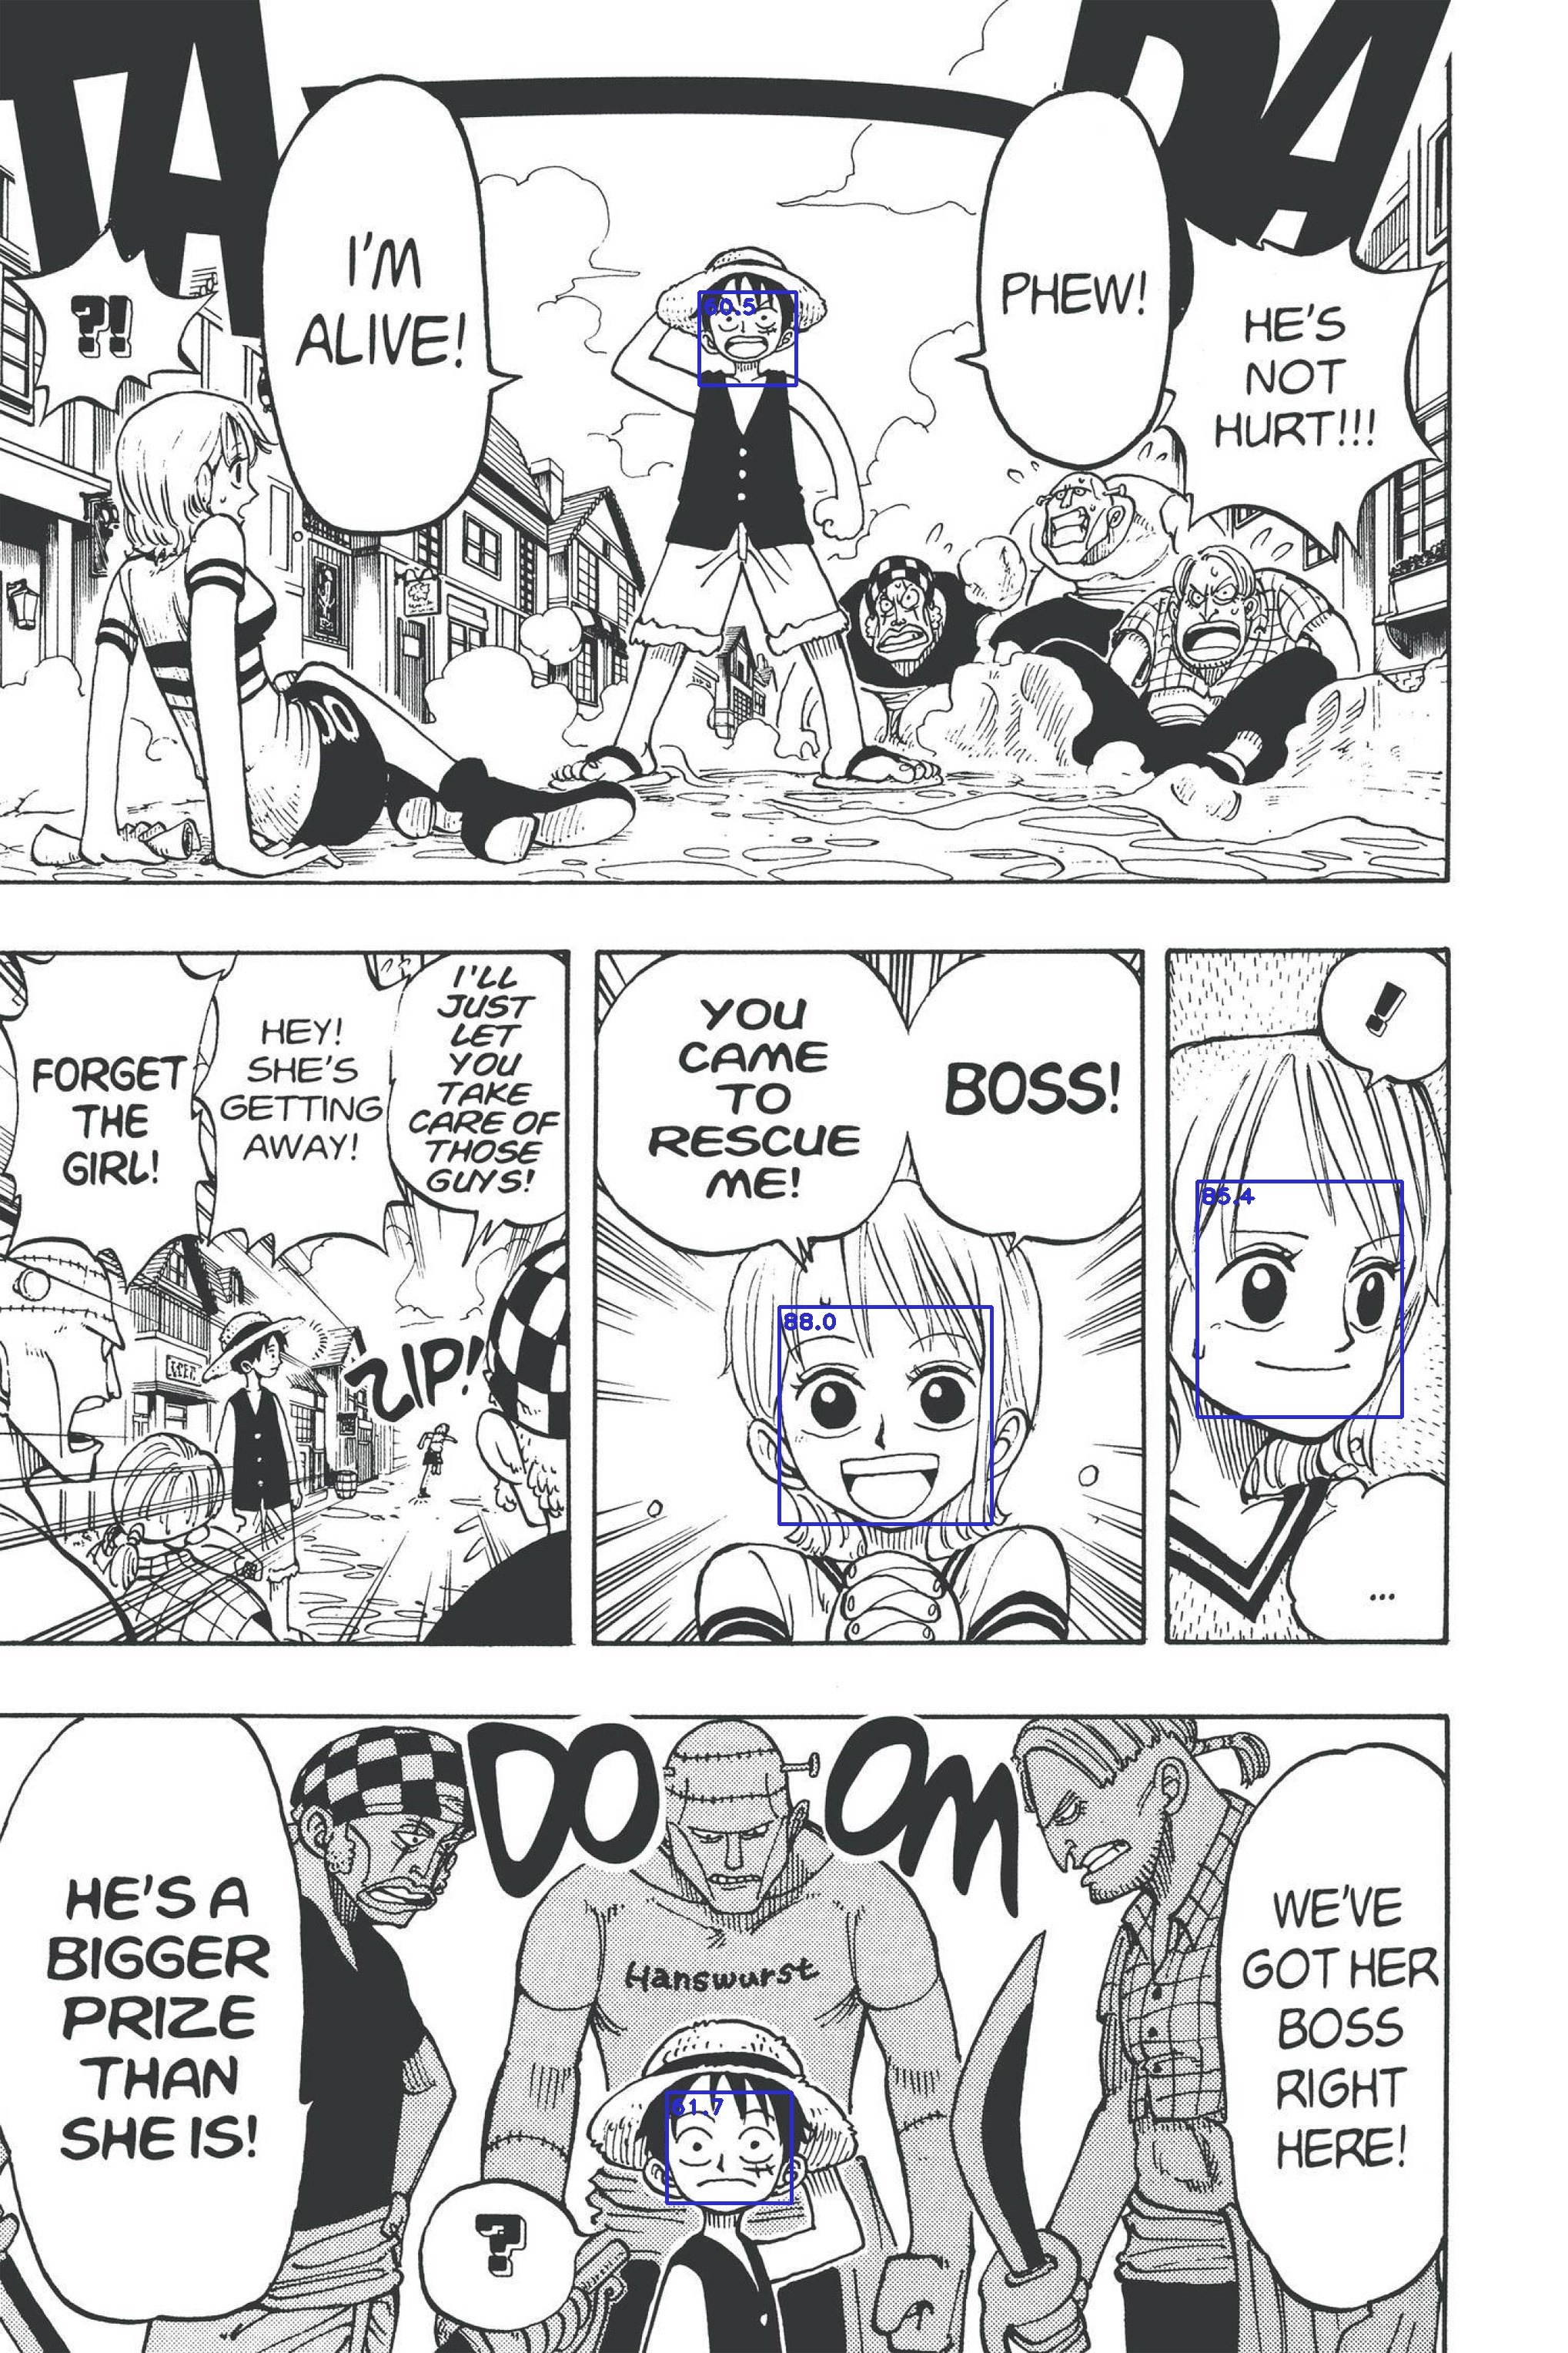 TA
DA
HE'S
NOT
HURT!!!
PHEW!
I'M
ALIVE!
?!
!
...
BOSS!
YOU
CAME
TO
RESCUE
ME!
I'LL
JUST
LET
YOU
TAKE
CARE OF
THOSE
GUYS!
HEY!
SHE'S
GETTING
AWAY!
FORGET
THE
GIRL!
ZIP!
WE'VE
GOT HER
BOSS
RIGHT
HERE!
DO OM
Hanswurst
?
HE'S A
BIGGER
PRIZE
THAN
SHE IS!
60.5
85.4
88.0
61.7